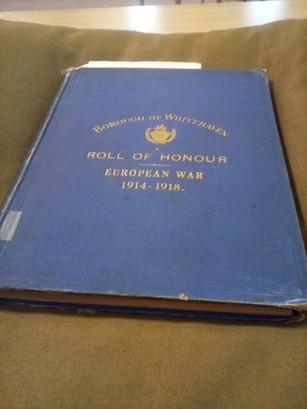 BOROUGH OF WHITEHAVEN
ROLL OF HONOUR
EUROPEAN WAR
1914-1918.